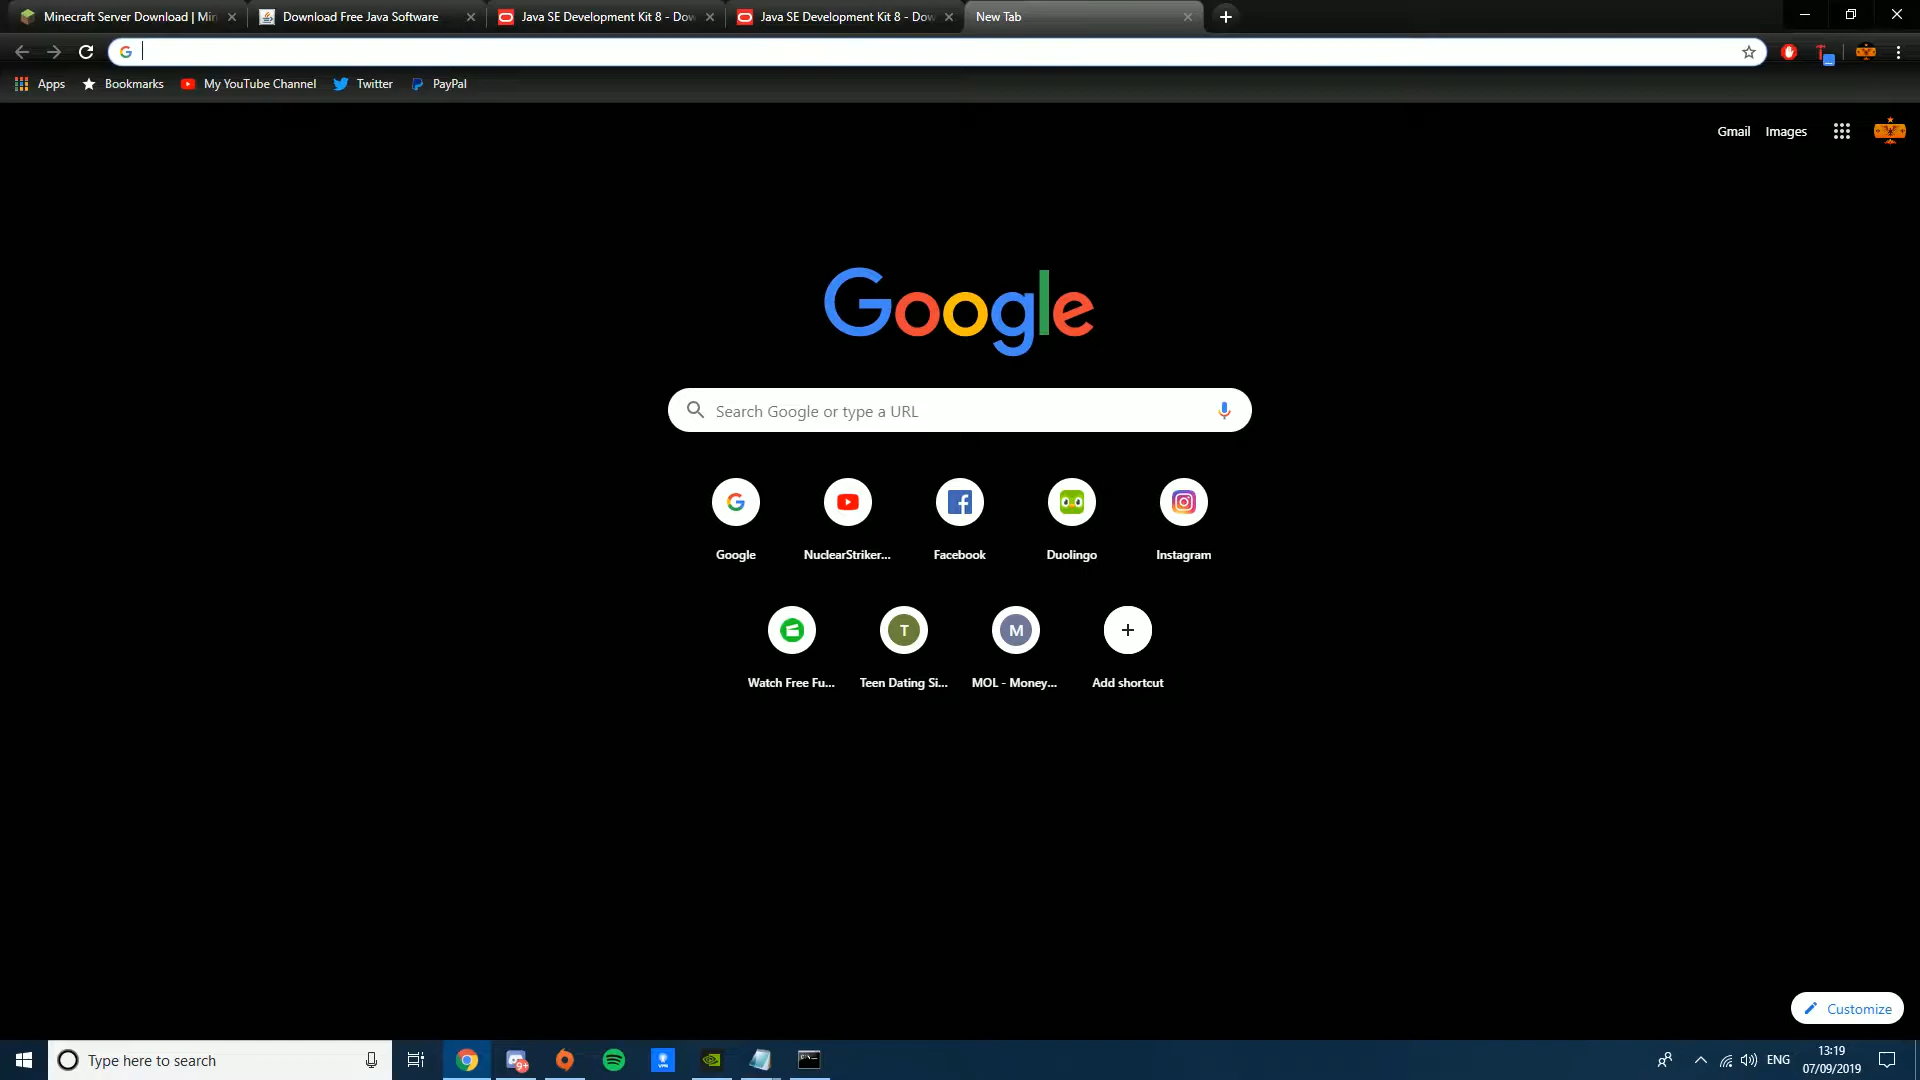 Minecraft Server Download | Min
Download Free Java Software
Java SE Development Kit 8 - Dow
Java SE Development Kit 8 - Dow
New Tab
Apps
Bookmarks
My YouTube Channel
Twitter
PayPal
Gmail
Images
Google
Search Google or type a URL
Google
NuclearStriker...
Facebook
Duolingo
Instagram
T
M
Watch Free Fu...
Teen Dating Si...
MOL - Money...
Add shortcut
Customize
Type here to search
9+
VPN
ENG
13:19
07/09/2019